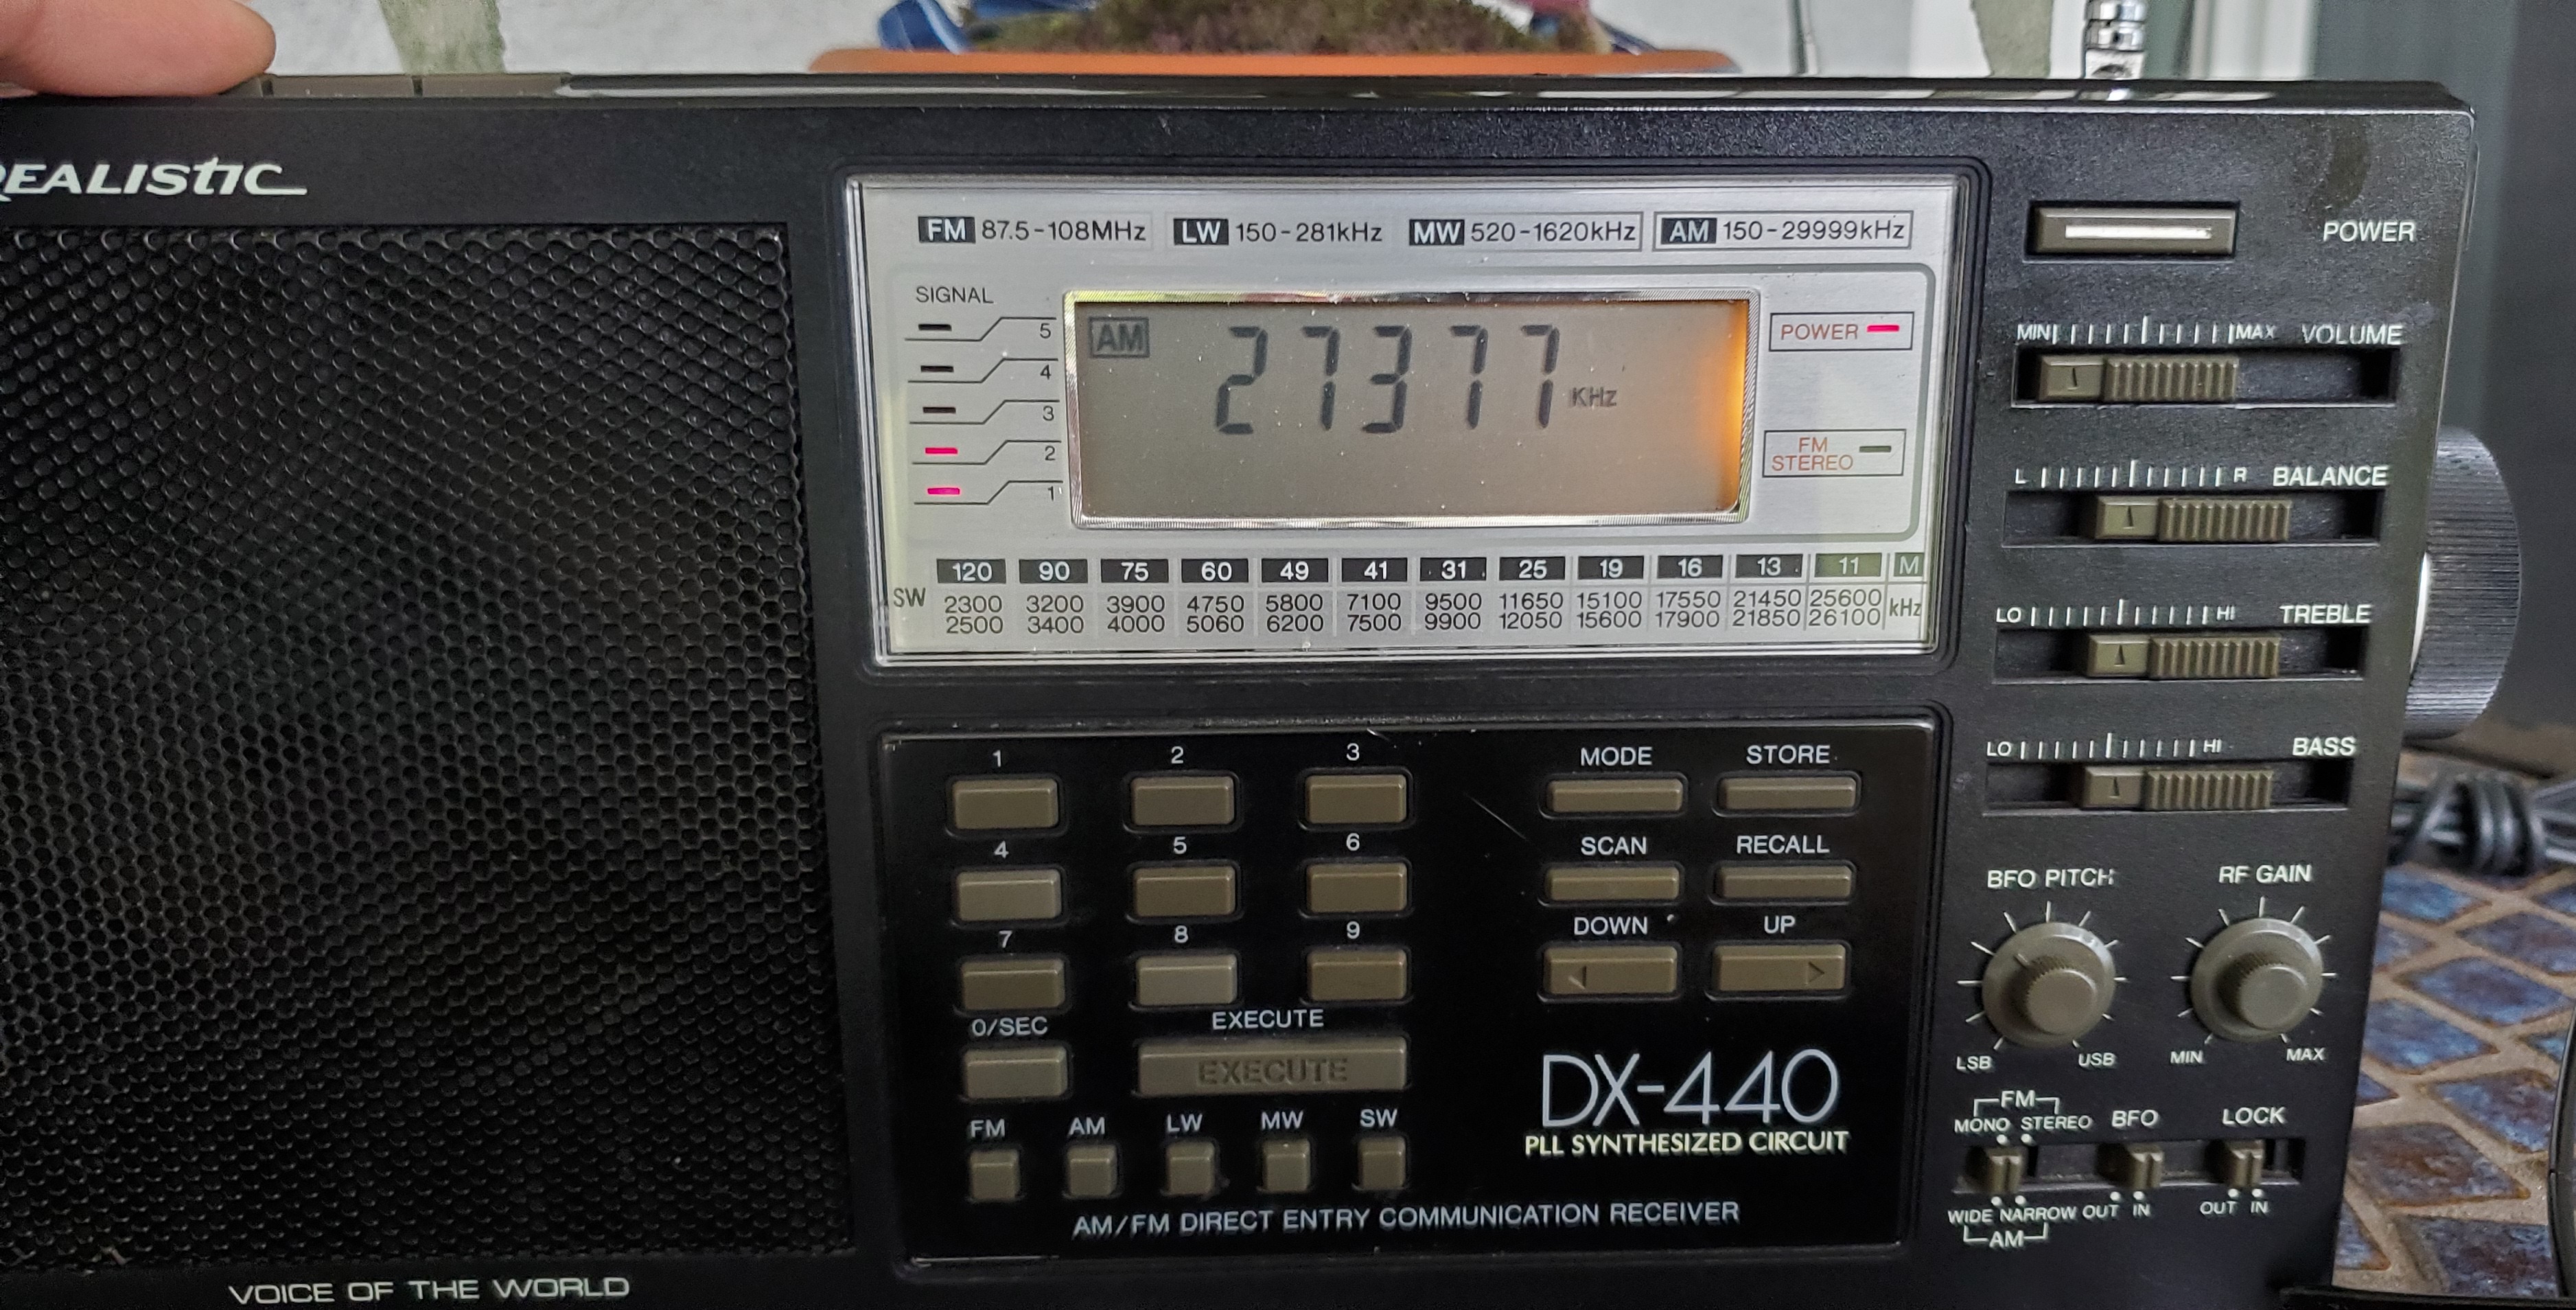 REALISTIC
FM 87.5-108MHz LW 150-281kHz MW 520-1620kHz AM 150-29999kHz
POWER
SIGNAL
5
4
3
2
1
AM 27377 KHz
POWER
FM
STEREO
MIN MAX VOLUME
L R BALANCE
LO HI TREBLE
LO HI BASS
120 90 75 60 49 41 31 25 19 16 13 11 M
SW 2300 3200 3900 4750 5800 7100 9500 11650 15100 17550 21450 25600 kHz
2500 3400 4000 5060 6200 7500 9900 12050 15600 17900 21850 26100
1 2 3
MODE STORE
4 5 6
SCAN RECALL
7 8 9
DOWN UP
0/SEC EXECUTE
EXECUTE
FM AM LW MW SW
DX-440
PLL SYNTHESIZED CIRCUIT
AM/FM DIRECT ENTRY COMMUNICATION RECEIVER
BFO PITCH RF GAIN
LSB USB MIN MAX
FM
MONO STEREO BFO LOCK
WIDE NARROW OUT IN OUT IN
AM
VOICE OF THE WORLD